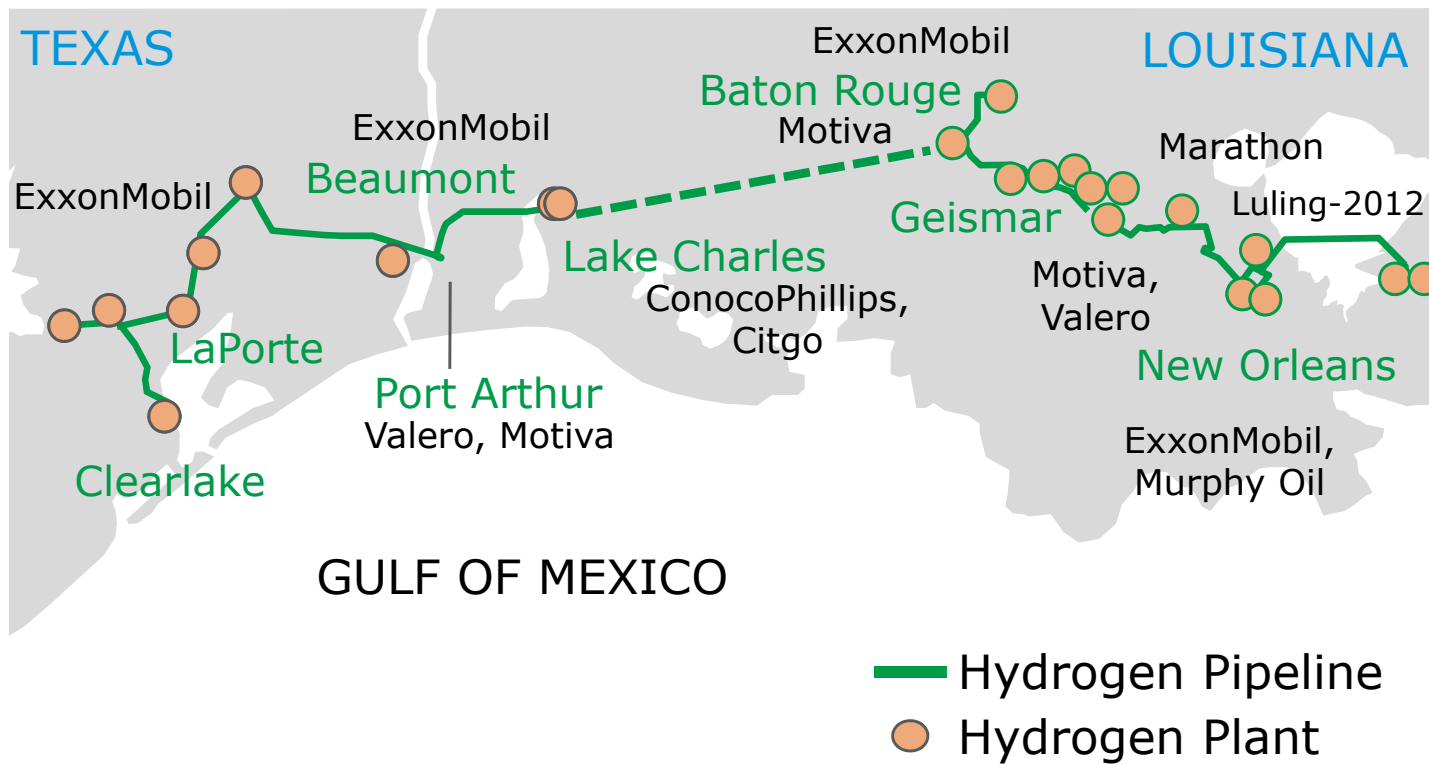 TEXAS
ExxonMobil
LOUISIANA
Baton Rouge
Motiva
ExxonMobil
Beaumont
Marathon
ExxonMobil
Luling-2012
Geismar
Lake Charles
ConocoPhillips,
Citgo
Motiva,
Valero
LaPorte
New Orleans
Port Arthur
Valero, Motiva
ExxonMobil,
Murphy Oil
Clearlake
GULF OF MEXICO
Hydrogen Pipeline
Hydrogen Plant